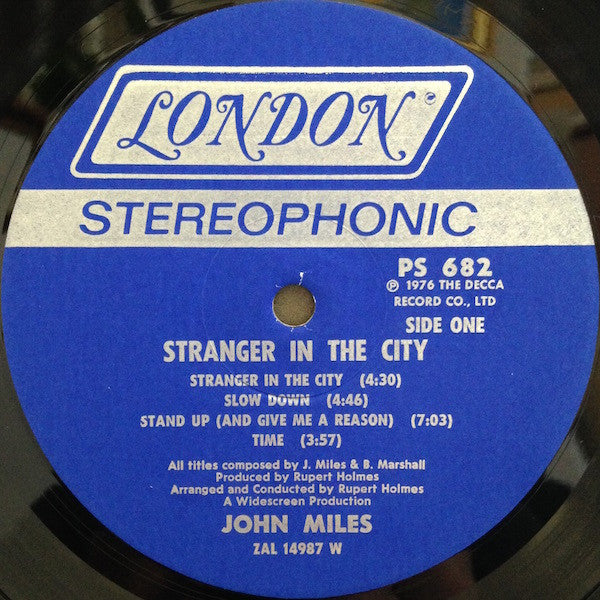 LONDON
STEREOPHONIC
PS 682
Ⓟ 1976 THE DECCA
RECORD CO., LTD
SIDE ONE
STRANGER IN THE CITY
STRANGER IN THE CITY (4:30)
SLOW DOWN (4:46)
STAND UP (AND GIVE ME A REASON) (7:03)
TIME (3:57)
All titles composed by J. Miles & B. Marshall
Produced by Rupert Holmes
Arranged and Conducted by Rupert Holmes
A Widescreen Production
JOHN MILES
ZAL 14987 W